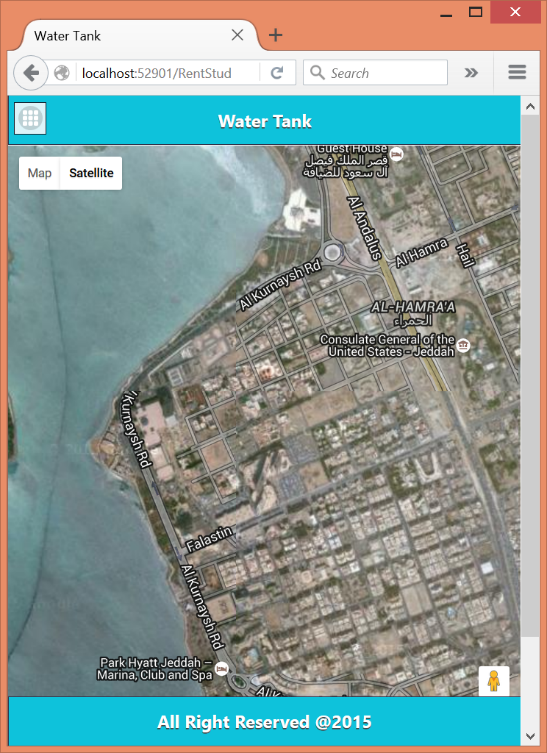 Water Tank
localhost:52901/RentStud
Search
Water Tank
Map
Satellite
Guest House
قصر الملك فيصل
آل سعود للضيافة
Al Andalus
Al Hamra
Hail
Al Kurnaysh Rd
AL-HAMRA'A
الحمراء
Consulate General of the
United States - Jeddah
Kurnaysh Rd
Falastin
Al Kurnaysh Rd
Park Hyatt Jeddah –
Marina, Club and Spa
Al K
All Right Reserved @2015